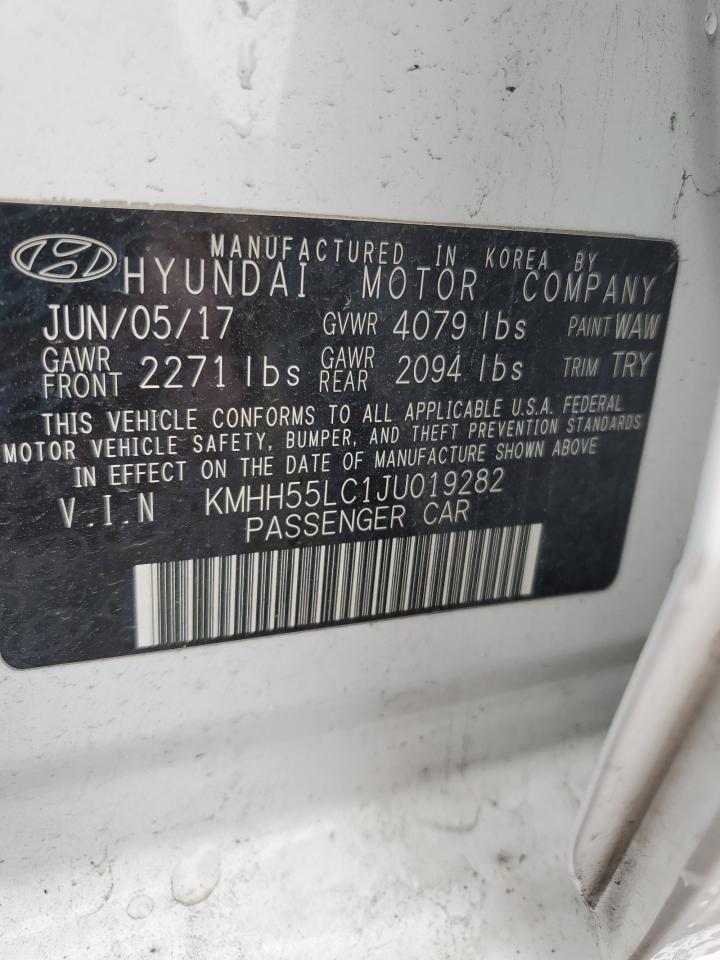 MANUFACTURED IN KOREA BY
HYUNDAI MOTOR COMPANY
JUN/05/17 GVWR 4079 lbs PAINT WAW
GAWR FRONT 2271 lbs GAWR REAR 2094 lbs TRIM TRY
THIS VEHICLE CONFORMS TO ALL APPLICABLE U.S.A. FEDERAL
MOTOR VEHICLE SAFETY, BUMPER, AND THEFT PREVENTION STANDARDS
IN EFFECT ON THE DATE OF MANUFACTURE SHOWN ABOVE
V.I.N KMHH55LC1JU019282
PASSENGER CAR